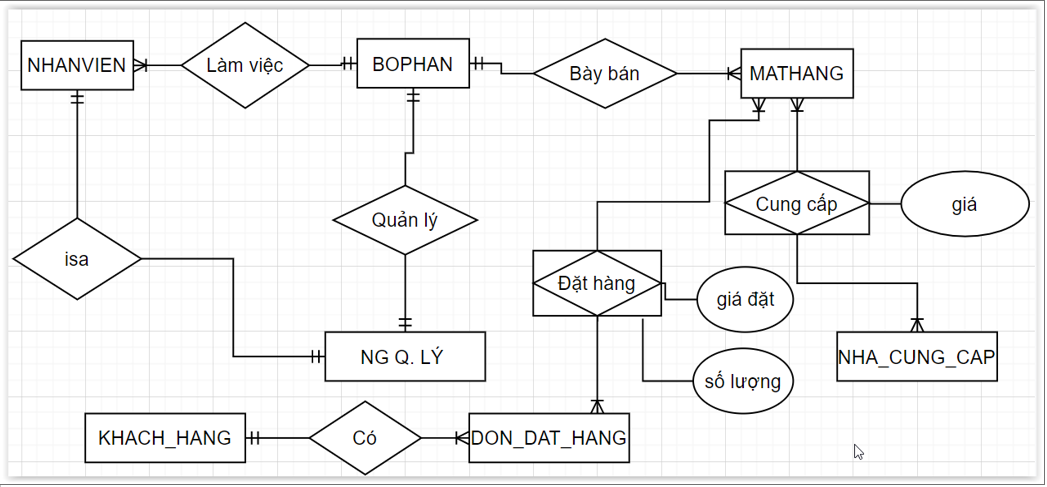 NHANVIEN
Làm việc
BOPHAN
Bày bán
MATHANG
Quản lý
Cung cấp
giá
isa
Đặt hàng
giá đặt
NG Q. LÝ
NHA_CUNG_CAP
số lượng
KHACH_HANG
Có
DON_DAT_HANG